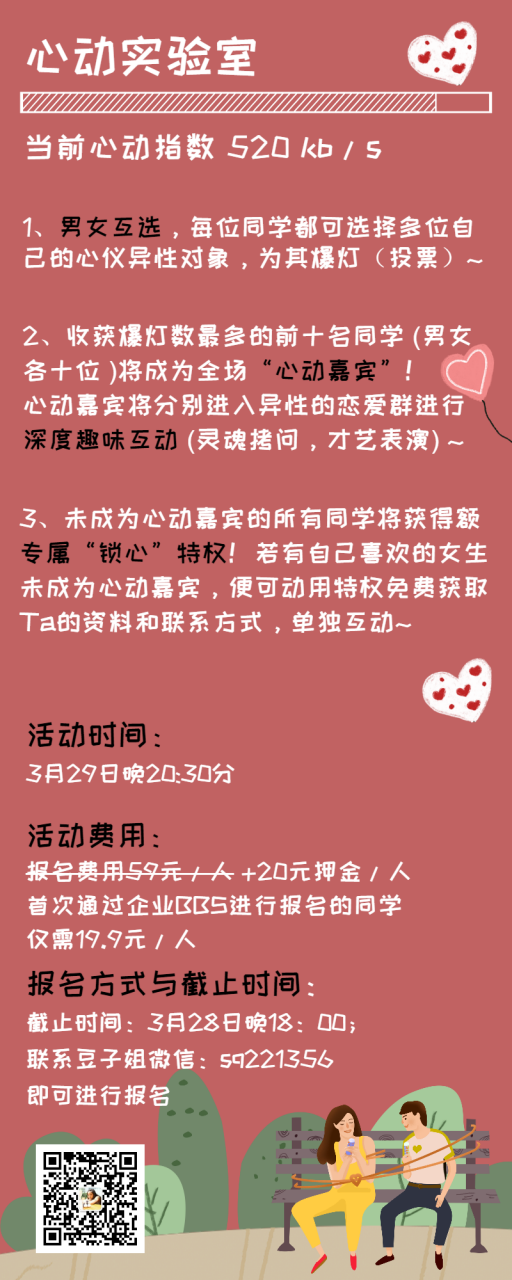 心动实验室
当前心动指数 520 kb / s
1、男女互选，每位同学都可选择多位自
己的心仪异性对象，为其爆灯（投票）~
2、收获爆灯数最多的前十名同学 (男女
各十位 )将成为全场“心动嘉宾”！
心动嘉宾将分别进入异性的恋爱群进行
深度趣味互动 (灵魂拷问，才艺表演) ~
3、未成为心动嘉宾的所有同学将获得额
专属“锁心”特权！若有自己喜欢的女生
未成为心动嘉宾，便可动用特权免费获取
Ta的资料和联系方式，单独互动~
活动时间：
3月29日晚20:30分
活动费用：
报名费用59元 / 人 +20元押金 / 人
首次通过企业BBS进行报名的同学
仅需19.9元 / 人
报名方式与截止时间：
截止时间：3月28日晚18：00；
联系豆子姐微信：sq221356
即可进行报名